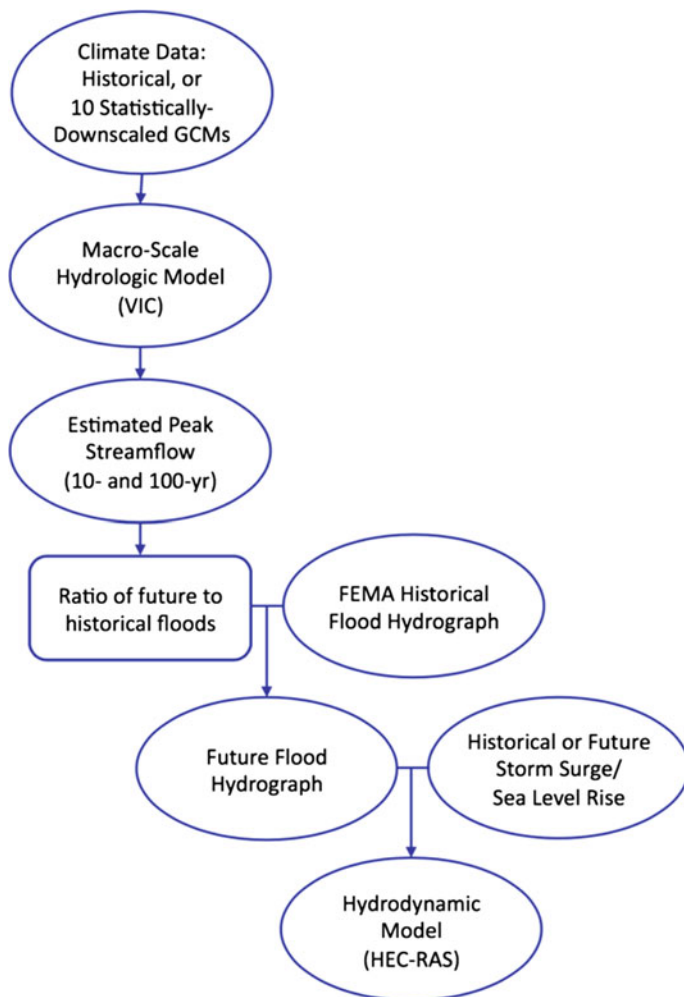 Climate Data:
Historical, or
10 Statistically-
Downscaled GCMs
Macro-Scale
Hydrologic Model
(VIC)
Estimated Peak
Streamflow
(10- and 100-yr)
Ratio of future to
historical floods
FEMA Historical
Flood Hydrograph
Future Flood
Hydrograph
Historical or Future
Storm Surge/
Sea Level Rise
Hydrodynamic
Model
(HEC-RAS)